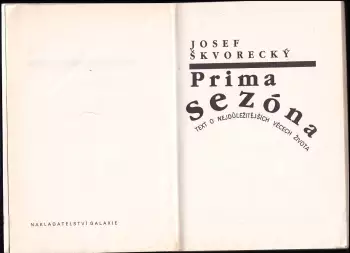 JOSEF
ŠKVORECKÝ
Prima
sezóna
TEXT O NEJDŮLEŽITĚJŠÍCH VĚCECH ŽIVOTA
NAKLADATELSTVÍ GALAXIE